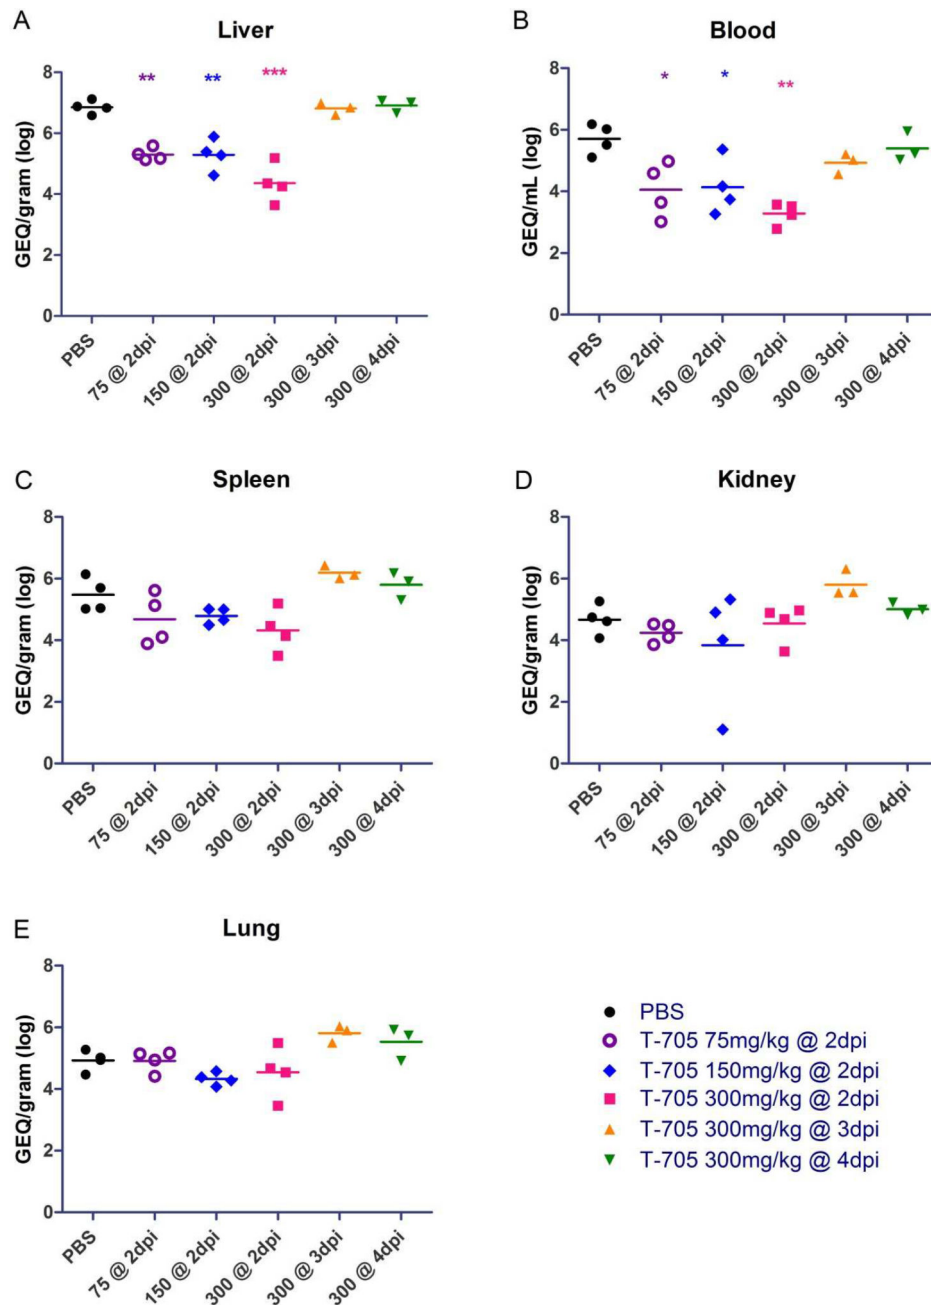 A
Liver
GEQ/gram (log)
8
6
4
2
0
** ** ***
PBS
75 @ 2dpi
150 @ 2dpi
300 @ 2dpi
300 @ 3dpi
300 @ 4dpi
B
Blood
GEQ/mL (log)
8
6
4
2
0
* * **
PBS
75 @ 2dpi
150 @ 2dpi
300 @ 2dpi
300 @ 3dpi
300 @ 4dpi
C
Spleen
GEQ/gram (log)
8
6
4
2
0
PBS
75 @ 2dpi
150 @ 2dpi
300 @ 2dpi
300 @ 3dpi
300 @ 4dpi
D
Kidney
GEQ/gram (log)
8
6
4
2
0
PBS
75 @ 2dpi
150 @ 2dpi
300 @ 2dpi
300 @ 3dpi
300 @ 4dpi
E
Lung
GEQ/gram (log)
8
6
4
2
0
PBS
75 @ 2dpi
150 @ 2dpi
300 @ 2dpi
300 @ 3dpi
300 @ 4dpi
PBS
T-705 75mg/kg @ 2dpi
T-705 150mg/kg @ 2dpi
T-705 300mg/kg @ 2dpi
T-705 300mg/kg @ 3dpi
T-705 300mg/kg @ 4dpi